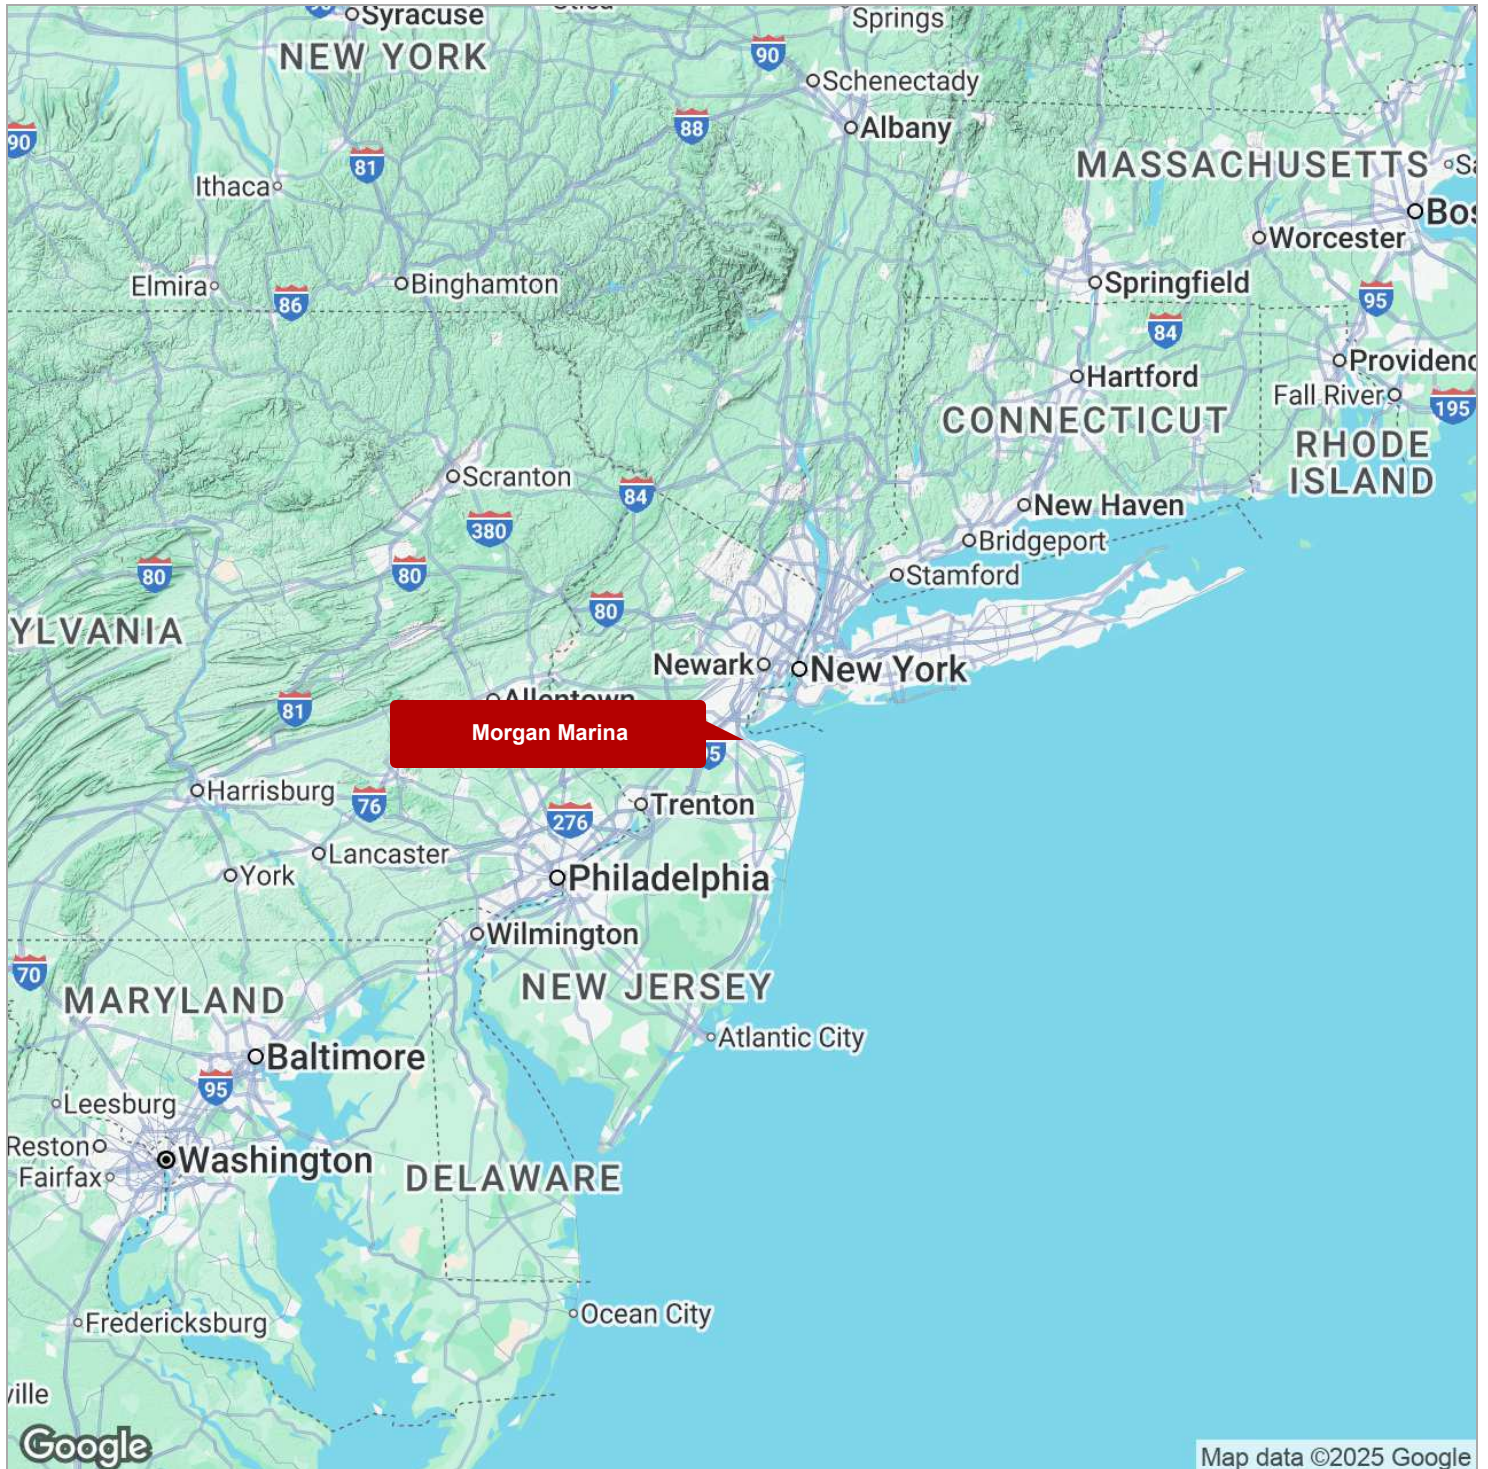 Syracuse
Springs
NEW YORK
90
Schenectady
88
Albany
90
81
MASSACHUSETTS
Ithaca
Worcester
Elmira
86
Binghamton
Springfield
95
84
Providenc
Hartford
Fall River
195
CONNECTICUT
RHODE
ISLAND
Scranton
84
380
New Haven
Bridgeport
80
80
Stamford
80
YLVANIA
Newark
New York
Allentown
81
Morgan Marina
95
Harrisburg
76
Trenton
276
Lancaster
York
Philadelphia
Wilmington
70
NEW JERSEY
MARYLAND
Atlantic City
Baltimore
95
Leesburg
Reston
Washington
Fairfax
DELAWARE
Ocean City
Fredericksburg
ville
Google
Map data ©2025 Google